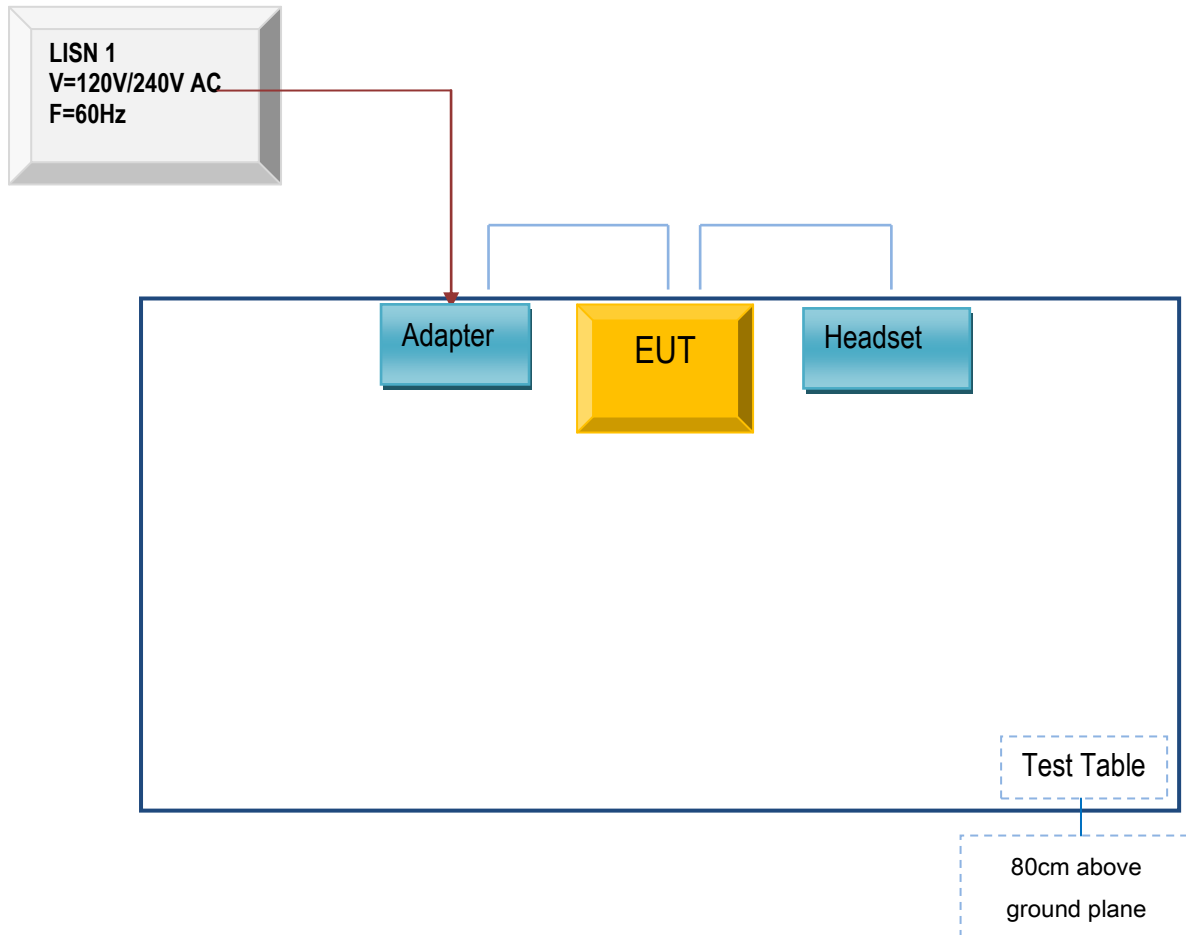 LISN 1
V=120V/240V AC
F=60Hz
Adapter
EUT
Headset
Test Table
80cm above
ground plane